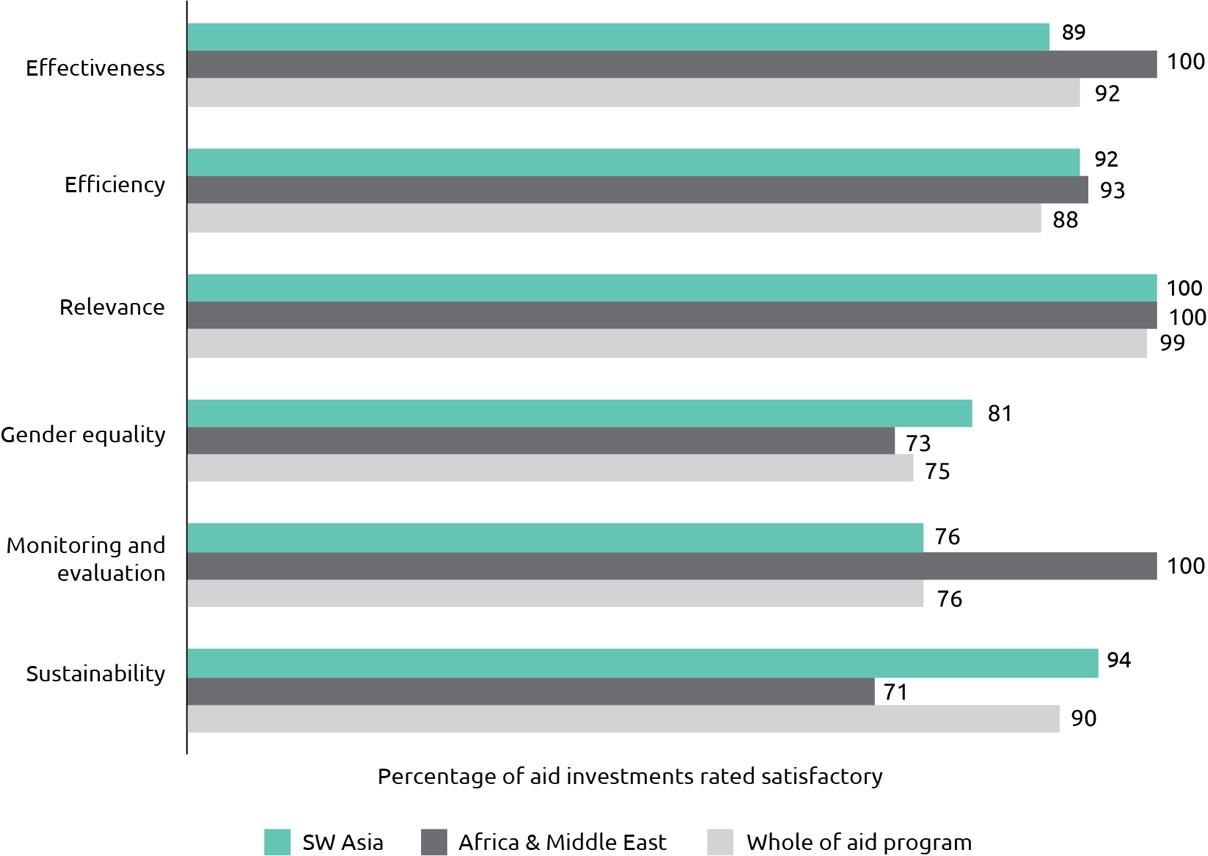 89
Effectiveness
100
92
92
Efficiency
93
88
100
Relevance
100
99
81
Gender equality
73
75
76
Monitoring and
evaluation
100
76
94
Sustainability
71
90
Percentage of aid investments rated satisfactory
SW Asia
Africa & Middle East
Whole of aid program